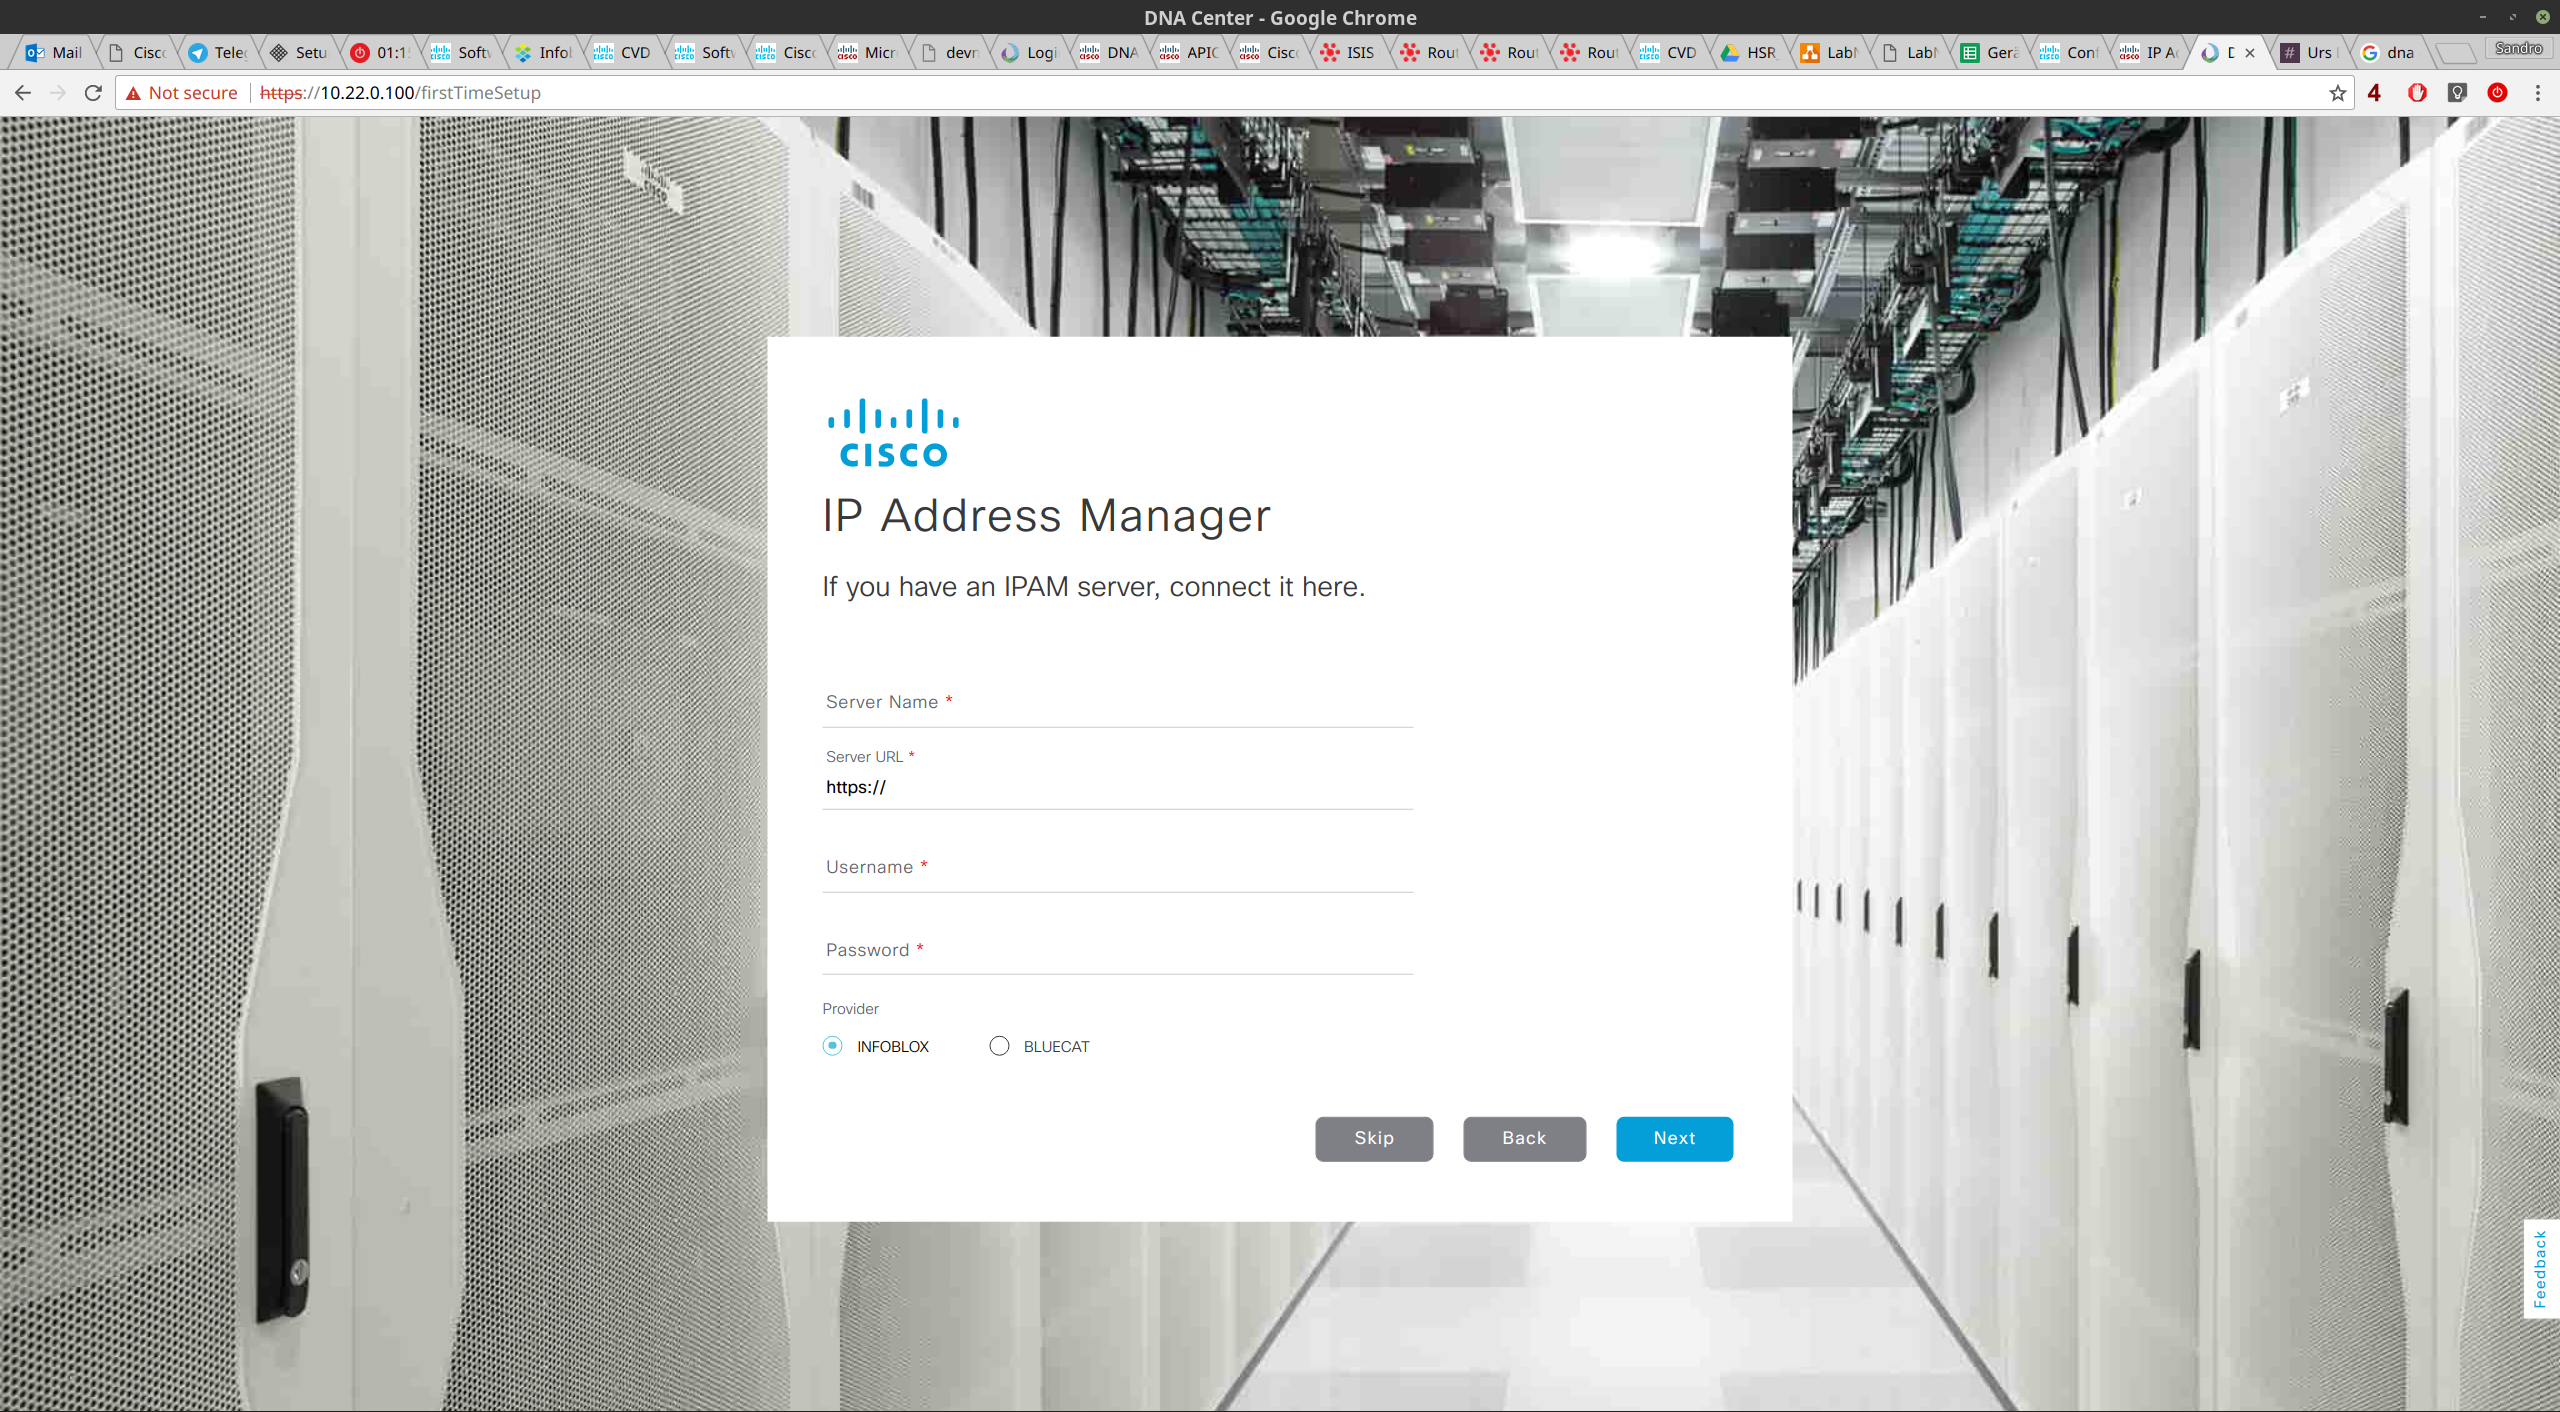 DNA Center - Google Chrome
Mail Cisc Tele Setu 01:1 Soft Info CVD Soft Cisc Micr devn Logi DNA APIC Cisc ISIS Rout Rout Rout CVD HSR Lab Lab Gerä Conf IP A D Urs dna Sandro
Not secure https://10.22.0.100/firstTimeSetup 4
CISCO
IP Address Manager
If you have an IPAM server, connect it here.
Server Name *
Server URL *
https://
Username *
Password *
Provider
INFOBLOX BLUECAT
Skip Back Next
Feedback